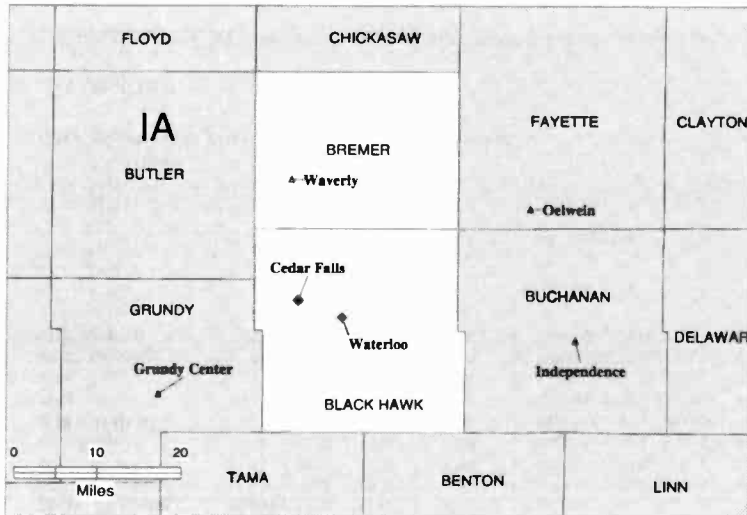 FLOYD
CHICKASAW
IA
FAYETTE
CLAYTON
BREMER
BUTLER
Waverly
Oelwein
Cedar Falls
GRUNDY
BUCHANAN
Waterloo
DELAWAR
Grundy Center
Independence
BLACK HAWK
0 10 20
Miles
TAMA
BENTON
LINN